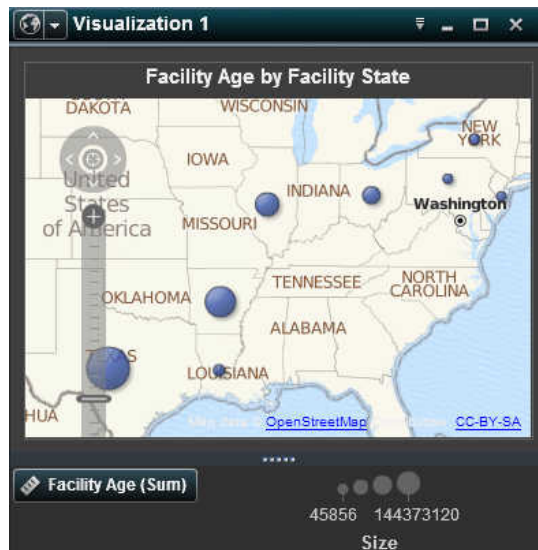 Visualization 1
Facility Age by Facility State
DAKOTA
WISCONSIN
NEW YORK
IOWA
United States of America
INDIANA
Washington
MISSOURI
OKLAHOMA
TENNESSEE
NORTH CAROLINA
ALABAMA
LOUISIANA
HUA
OpenStreetMap
CC-BY-SA
Facility Age (Sum)
45856 144373120
Size